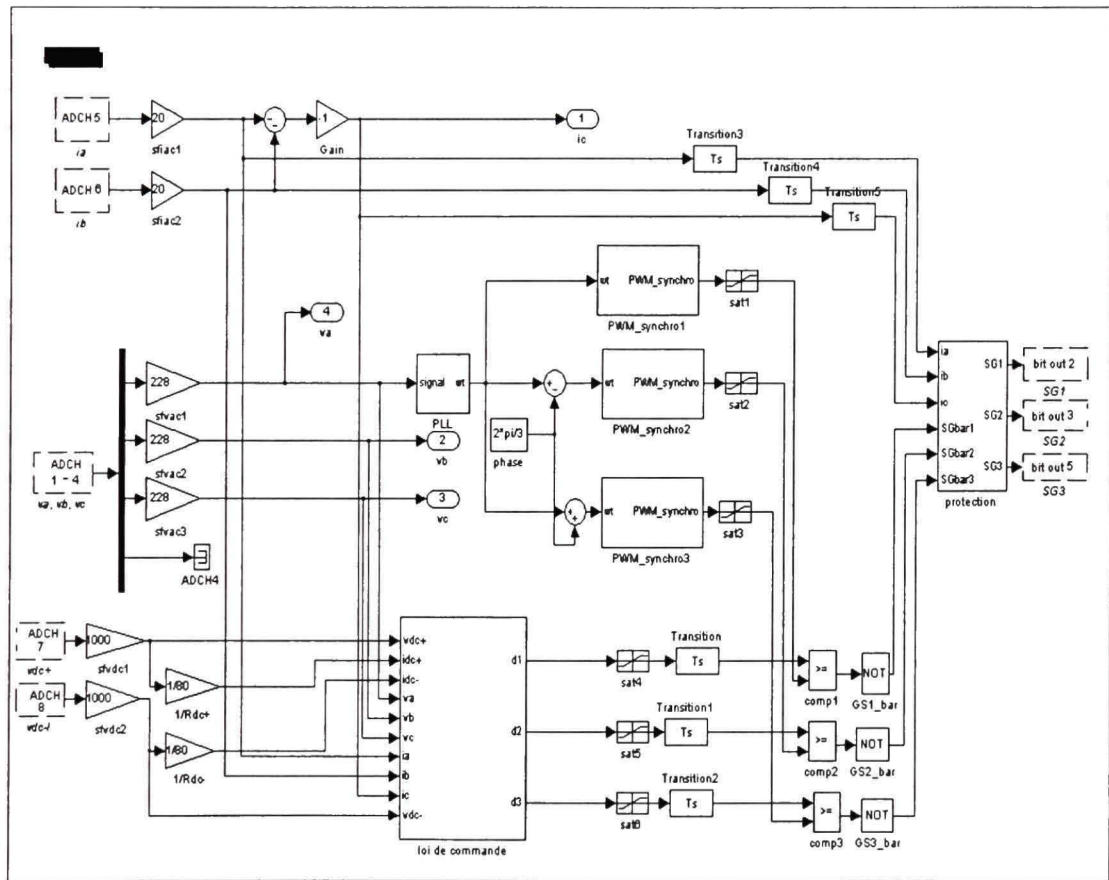 ADCH 5
ia
20
sfiac1
-
-
-1
Gain
1
ic
ADCH 6
ib
20
sfiac2
Transition3
Ts
Transition4
Ts
Transition5
Ts
4
va
wt PWM_synchro
PWM_synchro1
sat1
228
sfvac1
signal wt
PLL
+
-
wt PWM_synchro
PWM_synchro2
sat2
228
sfvac2
2
vb
2*pi/3
phase
ADCH
1 - 4
va, vb, vc
228
sfvac3
3
vc
+
+
wt PWM_synchro
PWM_synchro3
sat3
ADCH4
ia
ib
ic
SGbar1
SGbar2
SGbar3
SG1
SG2
SG3
protection
bit out 2
SG1
bit out 3
SG2
bit out 5
SG3
ADCH
7
vdc+
1000
sfvdc1
1/80
1/Rdc+
ADCH
8
1000
sfvdc2
1/80
1/Rdc-
vdc+
idc+
idc-
va
vb
vc
ia
ib
ic
vdc-
d1
d2
d3
loi de commande
sat4
Transition
Ts
>=
comp1
NOT
GS1_bar
sat5
Transition1
Ts
>=
comp2
NOT
GS2_bar
sat6
Transition2
Ts
>=
comp3
NOT
GS3_bar